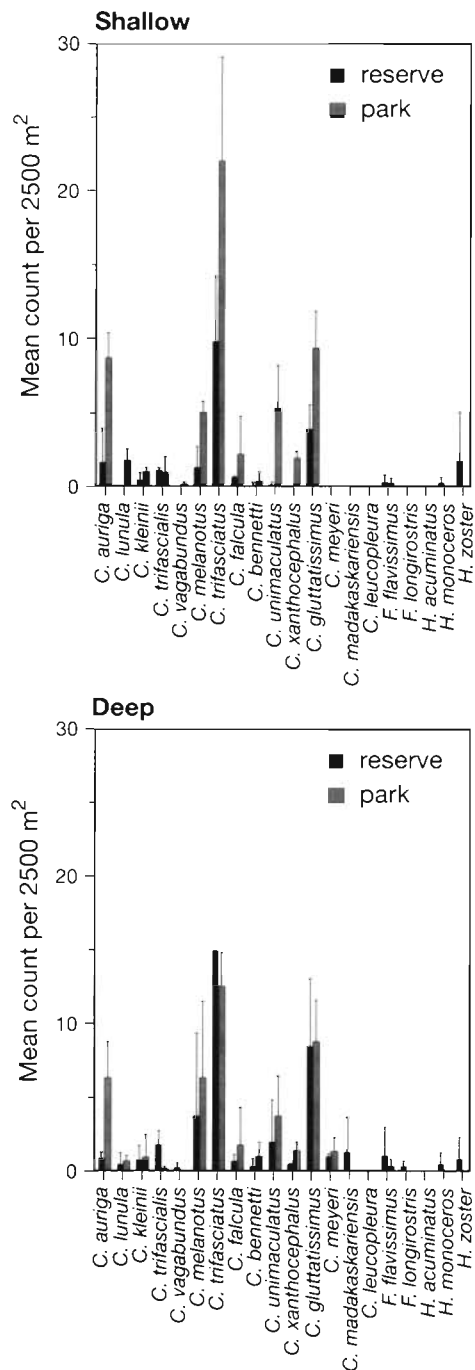 Shallow
30
reserve
park
20
10
0
Mean count per 2500 m²
C. auriga
C. lunula
C. kleinii
C. trifascialis
C. vagabundus
C. melanotus
C. trifasciatus
C. falcula
C. bennetti
C. unimaculatus
C. xanthocephalus
C. gluttatissimus
C. meyeri
C. madakaskariensis
C. leucopleura
F. flavissimus
F. longirostris
H. acuminatus
H. monoceros
H. zoster
Deep
30
reserve
park
20
10
0
Mean count per 2500 m²
C. auriga
C. lunula
C. kleinii
C. trifascialis
C. vagabundus
C. melanotus
C. trifasciatus
C. falcula
C. bennetti
C. unimaculatus
C. xanthocephalus
C. gluttatissimus
C. meyeri
C. madakaskariensis
C. leucopleura
F. flavissimus
F. longirostris
H. acuminatus
H. monoceros
H. zoster